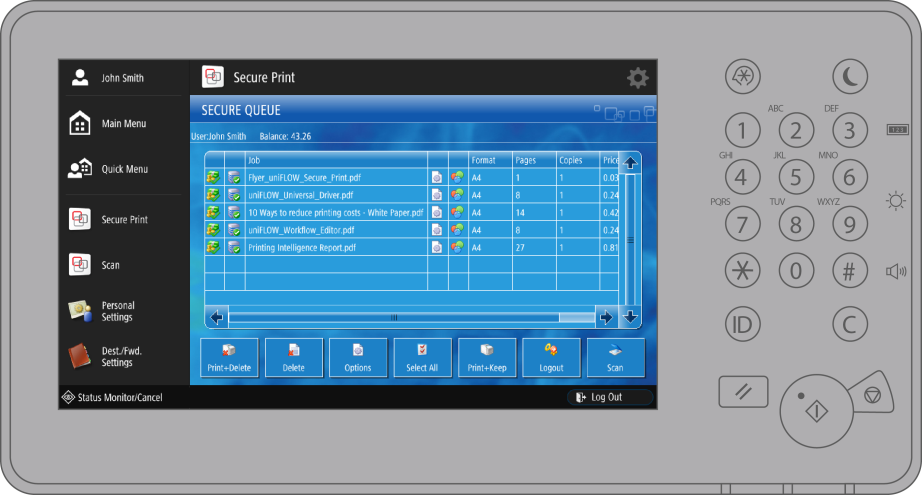 John Smith
Secure Print
Main Menu
Quick Menu
Secure Print
Scan
Personal
Settings
Dest./Fwd.
Settings
SECURE QUEUE
User:John Smith Balance: 43.26
Job Format Pages Copies Price
Flyer_uniFLOW_Secure_Print.pdf A4 1 1 0.03
uniFLOW_Universal_Driver.pdf A4 8 1 0.24
10 Ways to reduce printing costs - White Paper.pdf A4 14 1 0.42
uniFLOW_Workflow_Editor.pdf A4 8 1 0.24
Printing Intelligence Report.pdf A4 27 1 0.81
Print+Delete Delete Options Select All Print+Keep Logout Scan
Status Monitor/Cancel Log Out
ABC DEF
1 2 3 123
GHI JKL MNO
4 5 6
PQRS TUV WXYZ
7 8 9
* 0 #
ID C